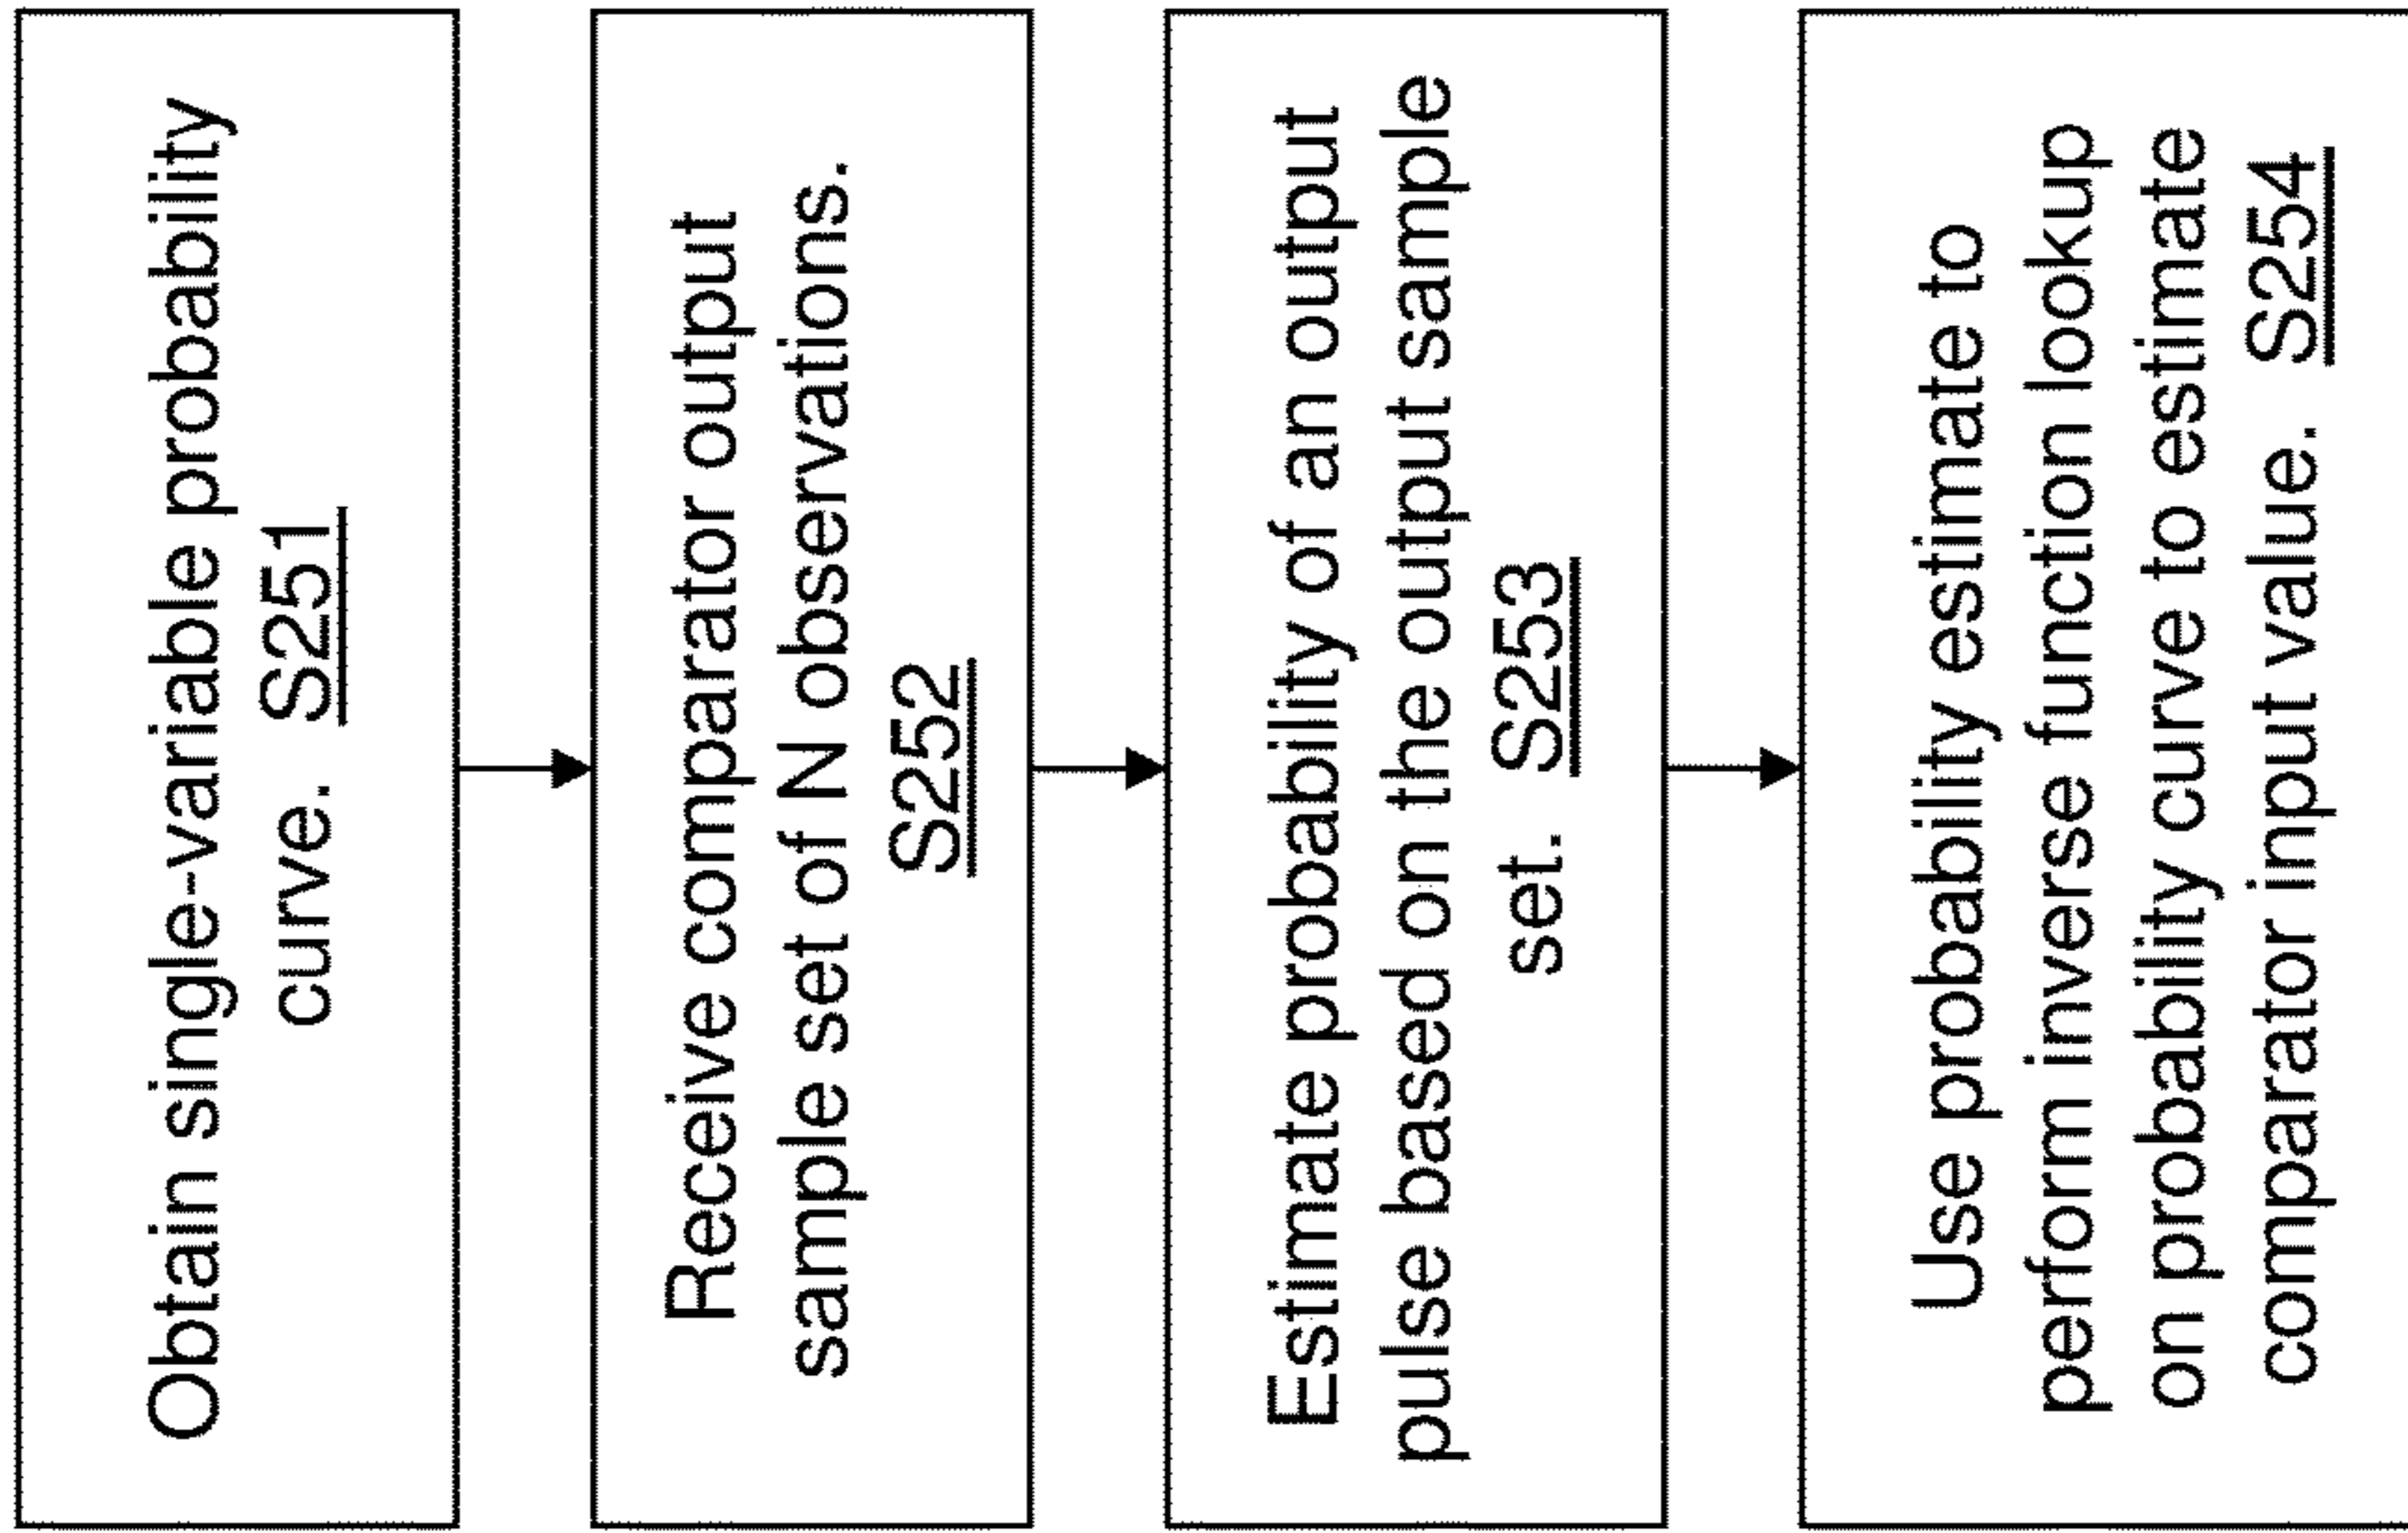 Obtain single-variable probability
curve. S251
Receive comparator output
sample set of N observations.
S252
Estimate probability of an output
pulse based on the output sample
set. S253
Use probability estimate to
perform inverse function lookup
on probability curve to estimate
comparator input value. S254